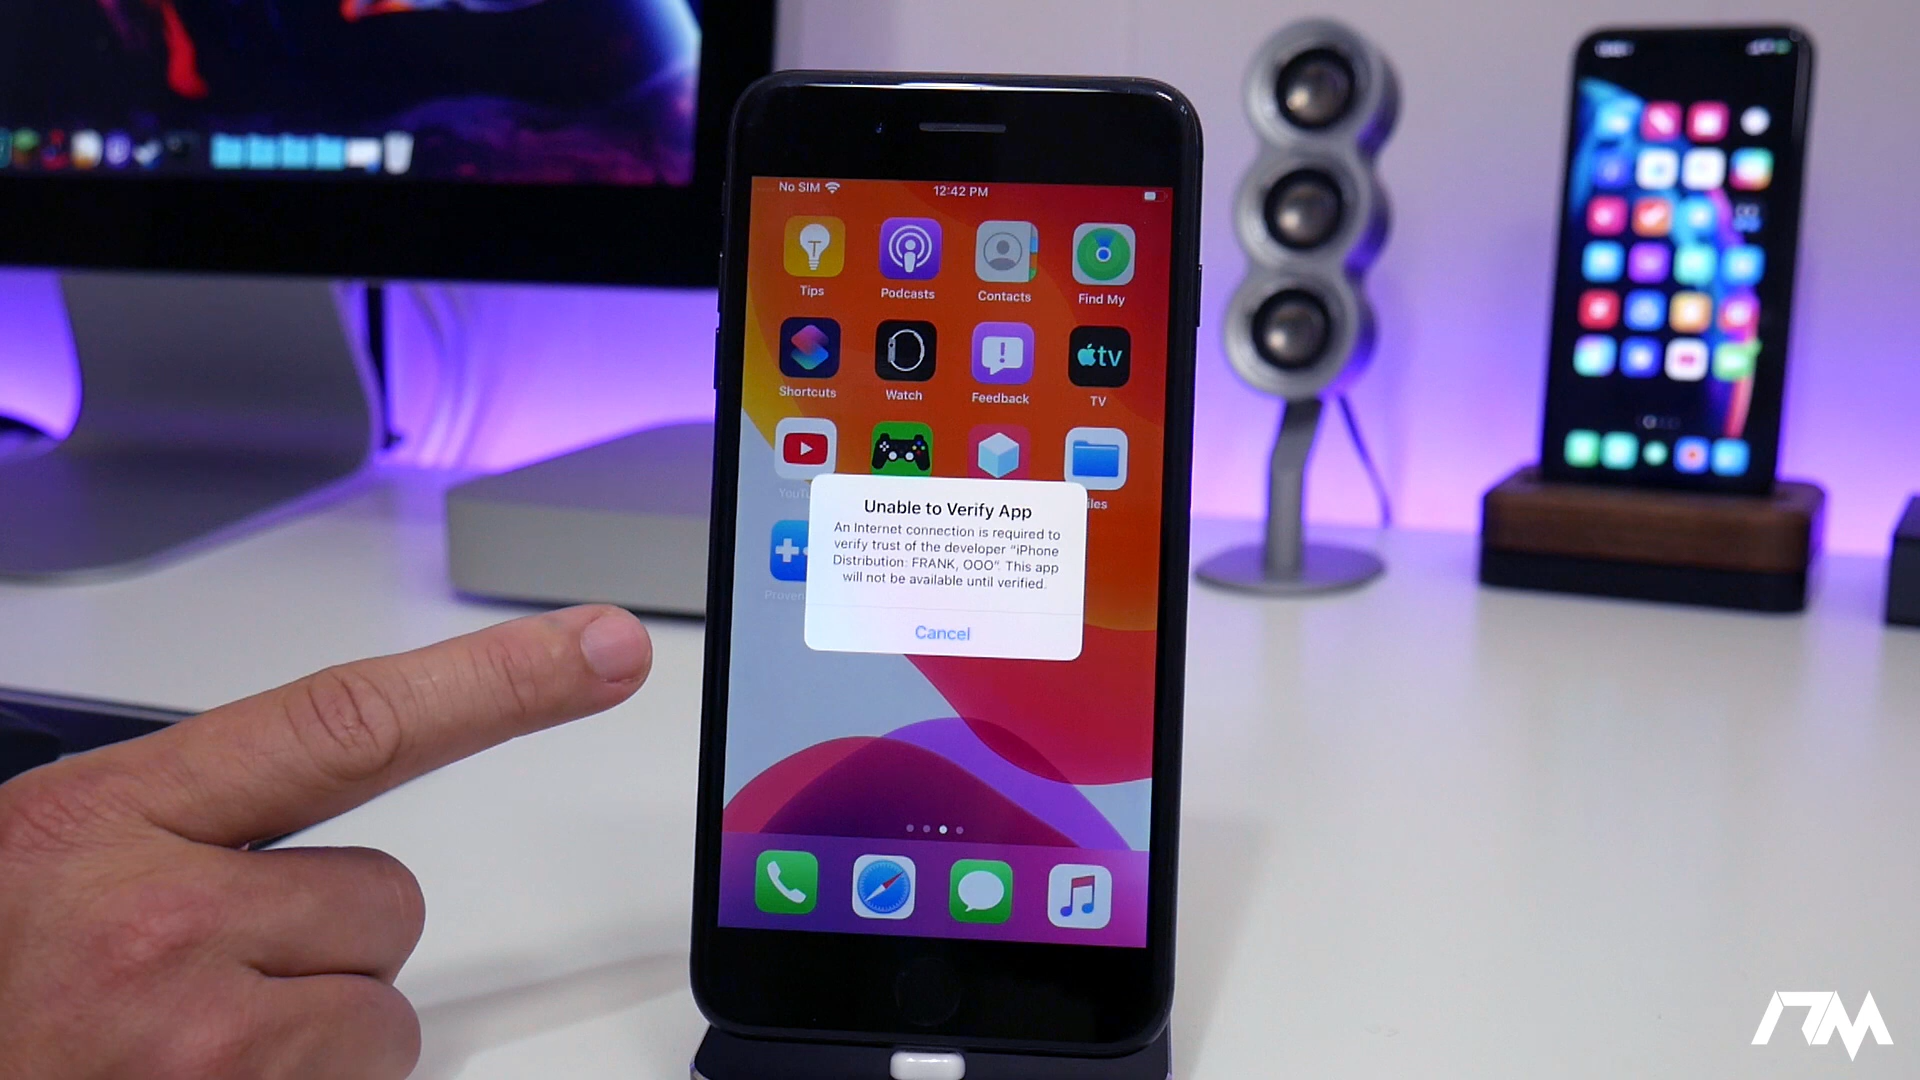 No SIM 12:42 PM
Tips Podcasts Contacts Find My
Shortcuts Watch Feedback TV
tv
Unable to Verify App
An Internet connection is required to
verify trust of the developer “iPhone
Distribution: FRANK, OOO”. This app
will not be available until verified.
Cancel